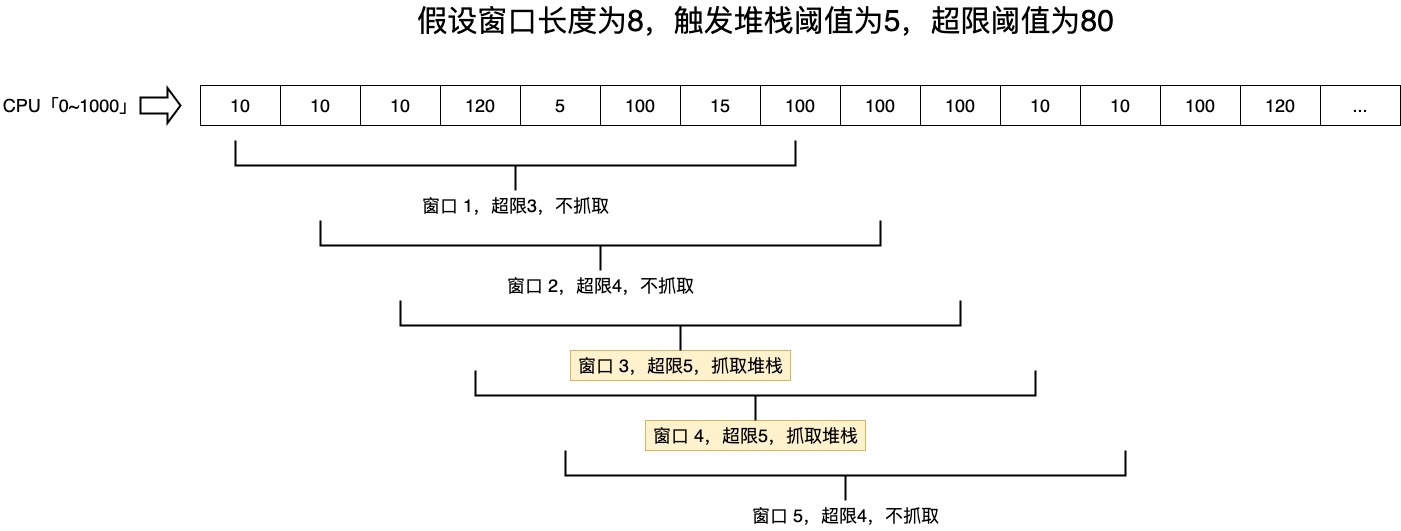 假设窗口长度为8，触发堆栈阈值为5，超限阈值为80
CPU「0~1000」 10 10 10 120 5 100 15 100 100 100 10 10 100 120 ...
窗口 1，超限3，不抓取
窗口 2，超限4，不抓取
窗口 3，超限5，抓取堆栈
窗口 4，超限5，抓取堆栈
窗口 5，超限4，不抓取